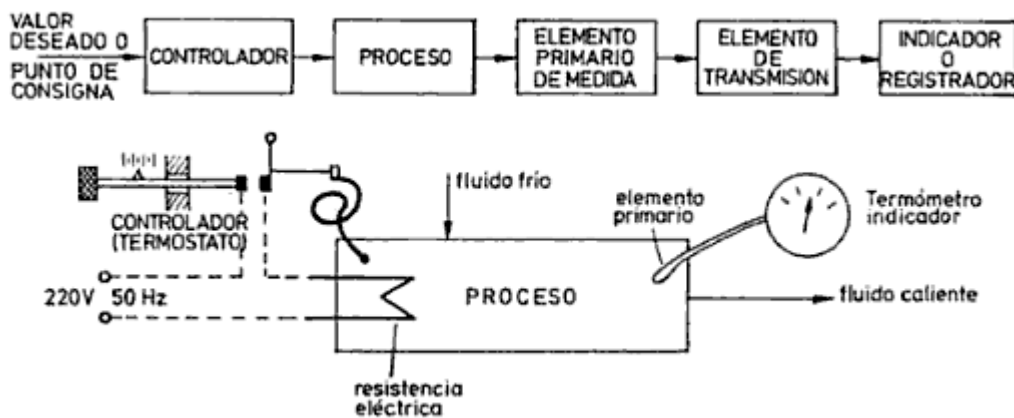 VALOR
DESEADO O
PUNTO DE
CONSIGNA
CONTROLADOR
PROCESO
ELEMENTO
PRIMARIO
DE MEDIDA
ELEMENTO
DE
TRANSMISIÓN
INDICADOR
O
REGISTRADOR
CONTROLADOR
(TERMOSTATO)
220V 50 Hz
fluido frío
elemento
primario
Termómetro
indicador
PROCESO
fluido caliente
resistencia
eléctrica